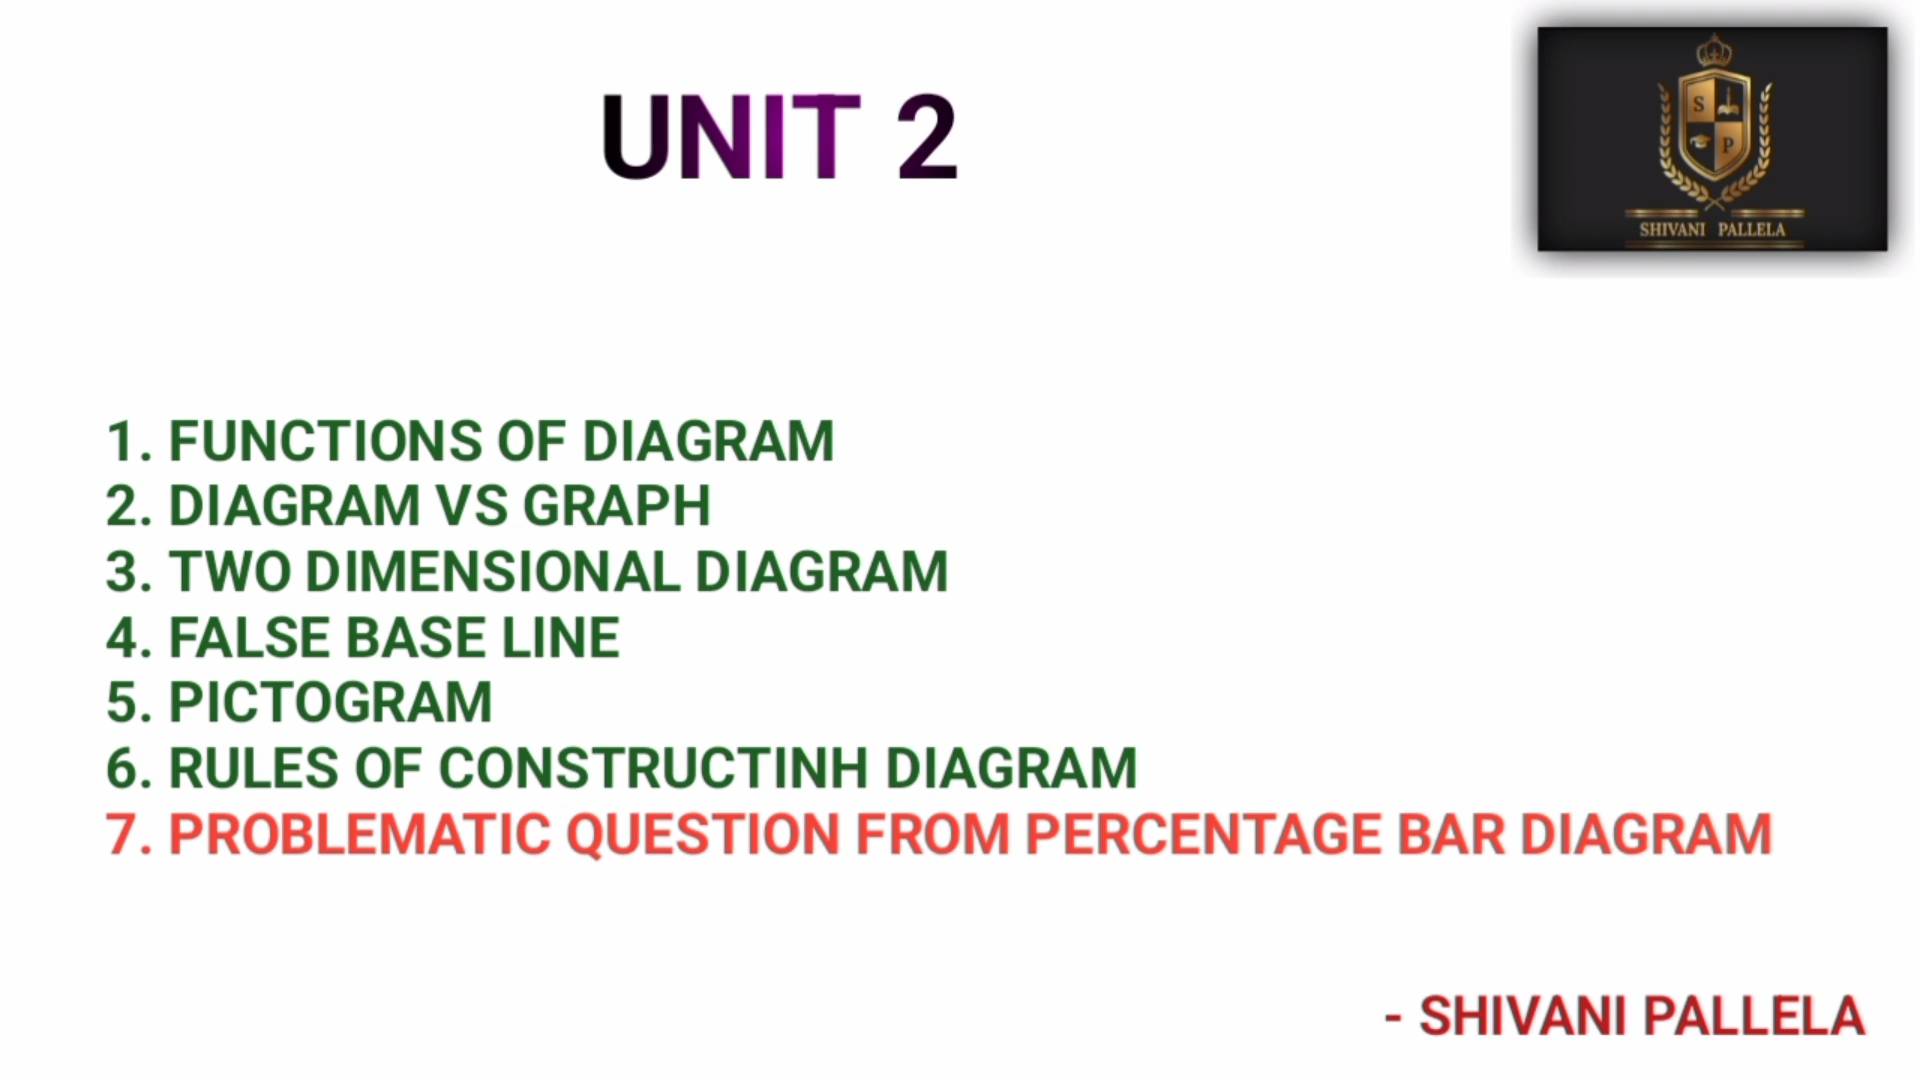 UNIT 2
S
P
SHIVANI PALLELA
1. FUNCTIONS OF DIAGRAM
2. DIAGRAM VS GRAPH
3. TWO DIMENSIONAL DIAGRAM
4. FALSE BASE LINE
5. PICTOGRAM
6. RULES OF CONSTRUCTINH DIAGRAM
7. PROBLEMATIC QUESTION FROM PERCENTAGE BAR DIAGRAM
- SHIVANI PALLELA